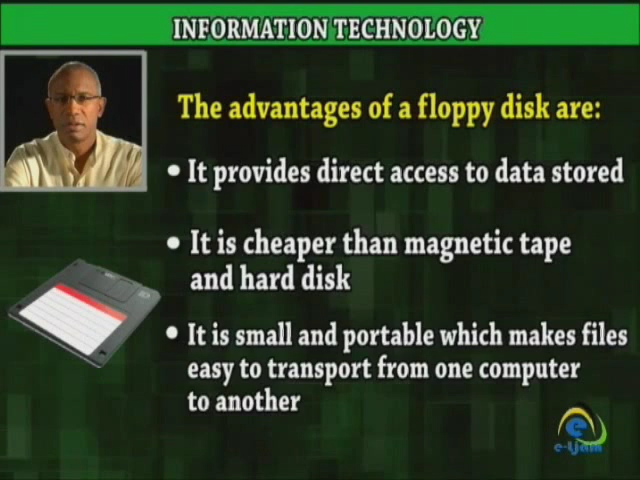 INFORMATION TECHNOLOGY
The advantages of a floppy disk are:
• It provides direct access to data stored
• It is cheaper than magnetic tape
and hard disk
• It is small and portable which makes files
easy to transport from one computer
to another
e
e-Ljam